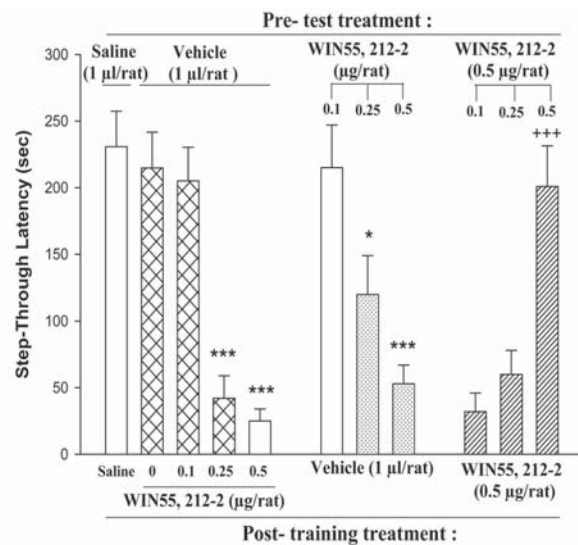 Pre- test treatment :
Saline Vehicle WIN55, 212-2 WIN55, 212-2
(1 µl/rat) (1 µl/rat ) (µg/rat) (0.5 µg/rat)
0.1 0.25 0.5 0.1 0.25 0.5
+++
*
***
*** ***
300
250
200
150
100
50
0
Step-Through Latency (sec)
Saline 0 0.1 0.25 0.5 Vehicle (1 µl/rat) WIN55, 212-2
WIN55, 212-2 (µg/rat) (0.5 µg/rat)
Post- training treatment :